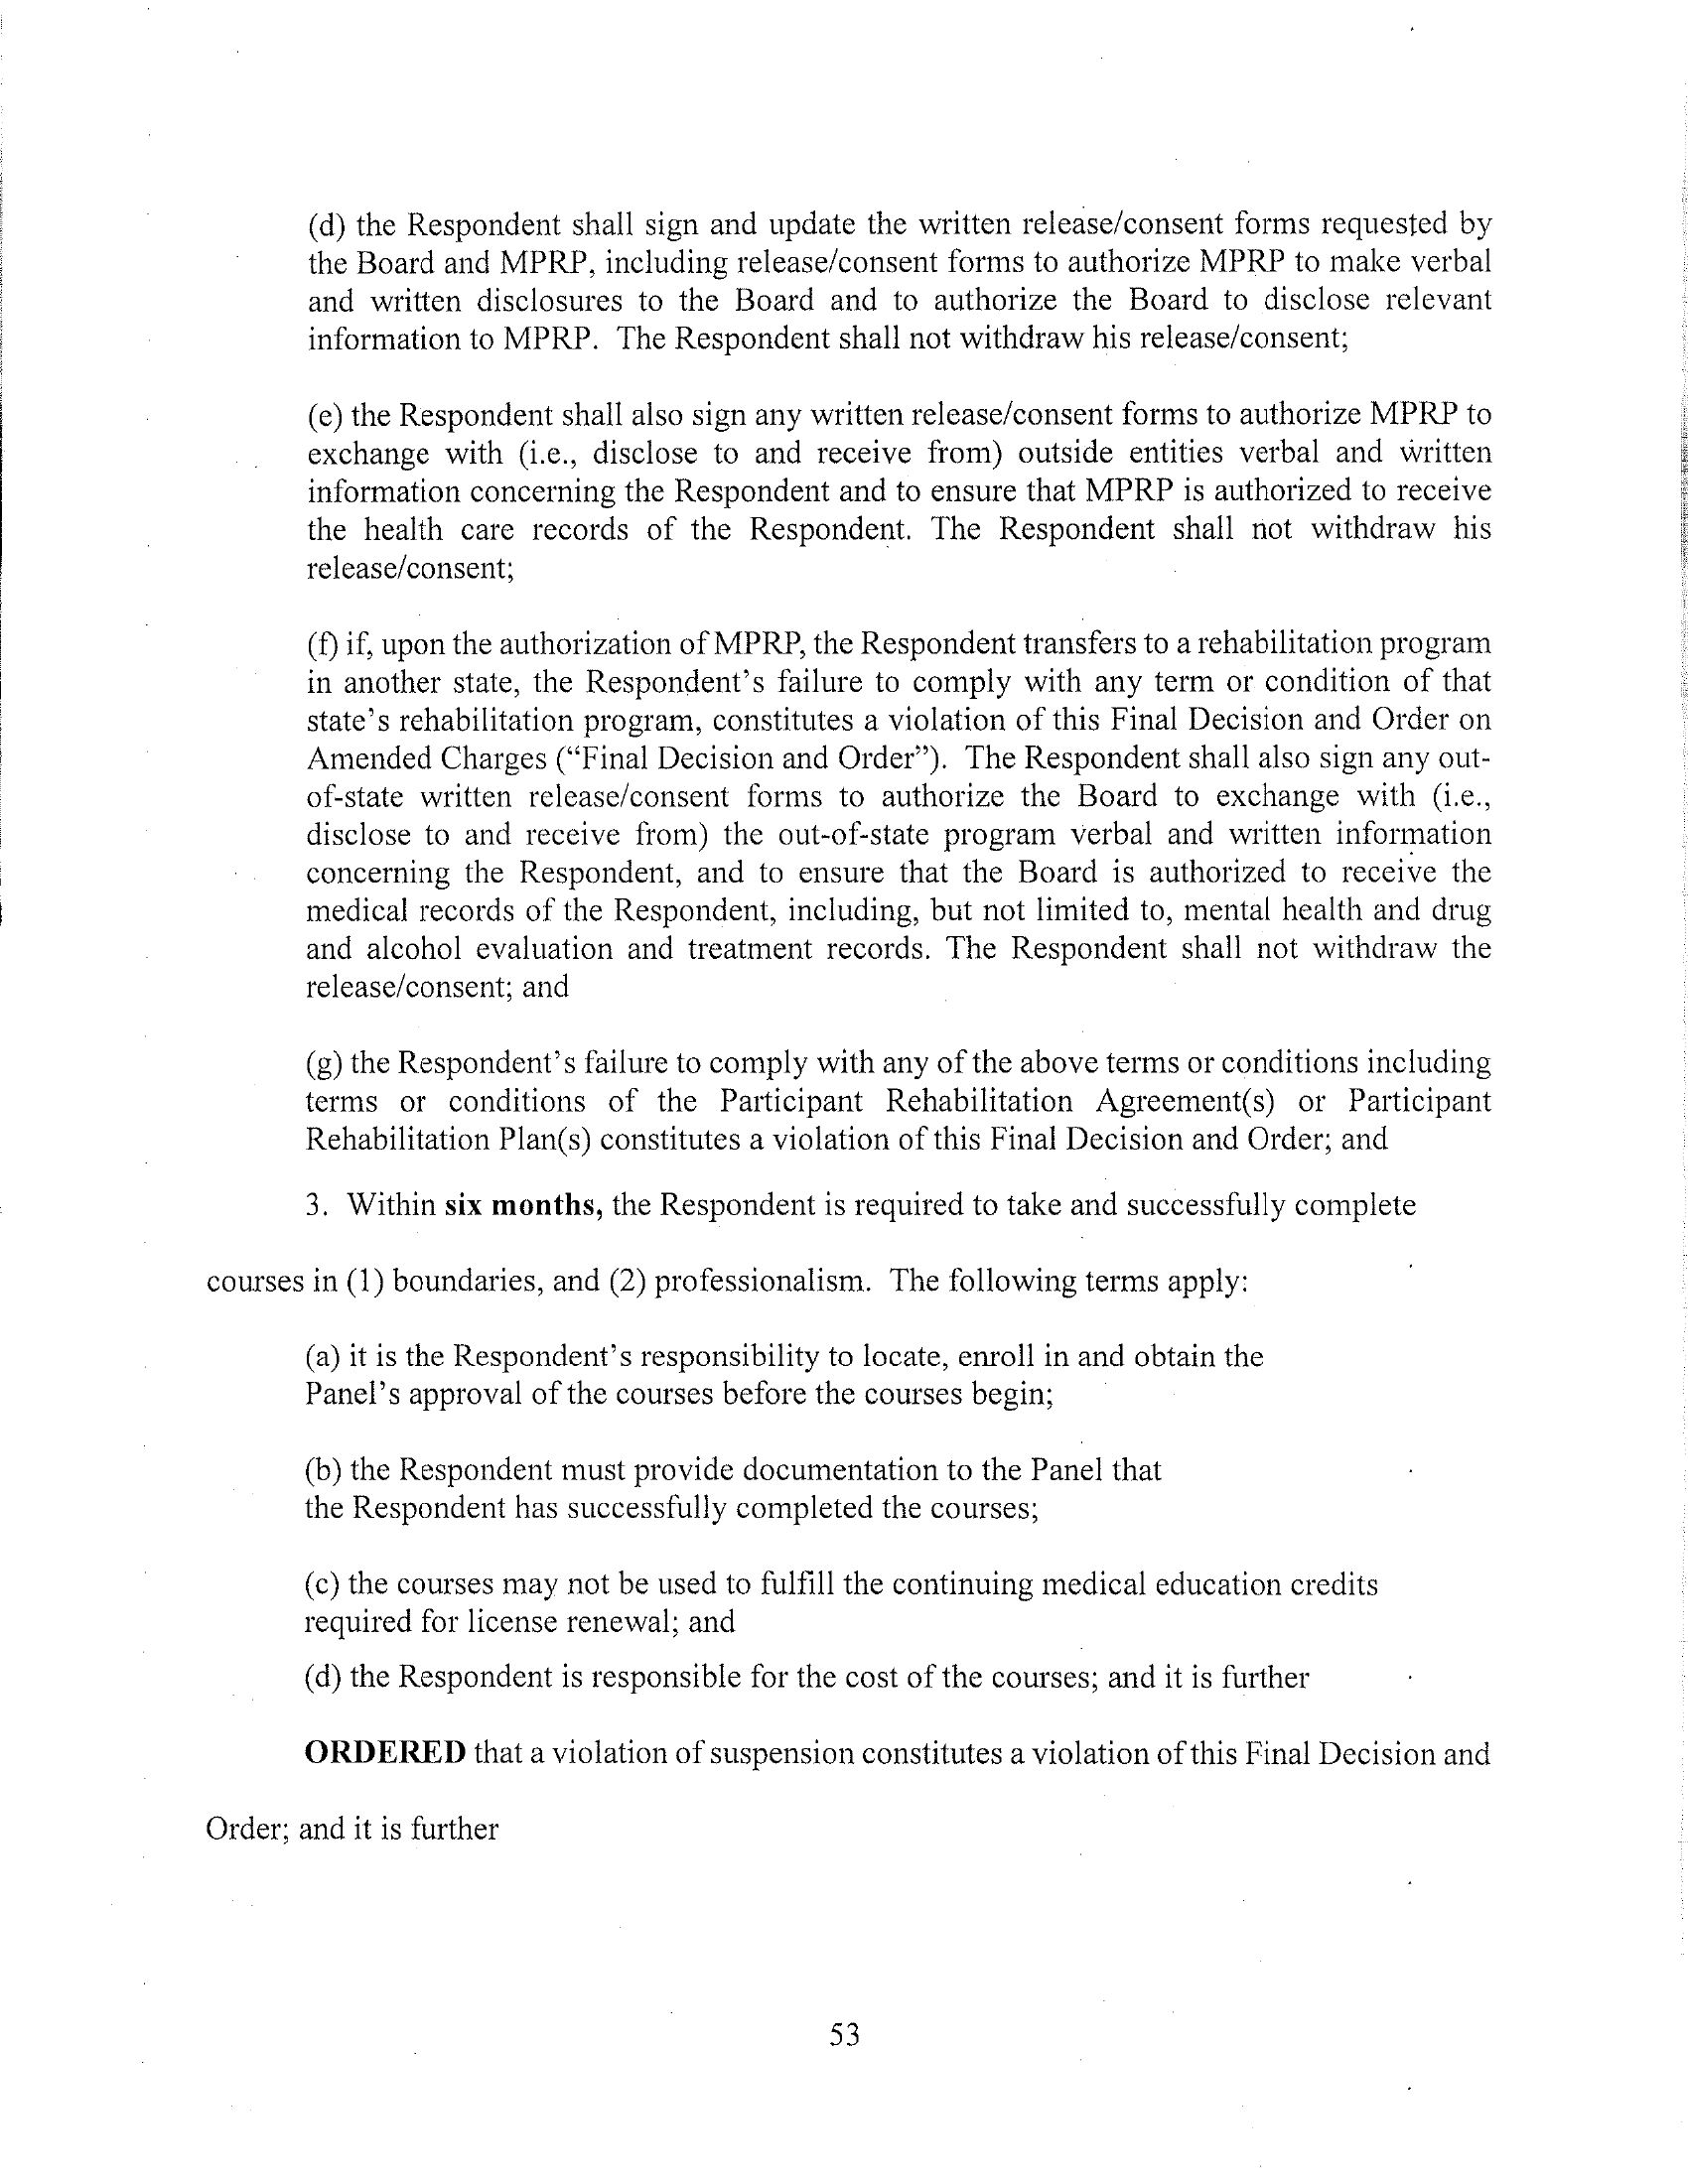 (d) the Respondent shall sign and update the written release/consent forms requested by
the Board and MPRP, including release/consent forms to authorize MPRP to make verbal
and written disclosures to the Board and to authorize the Board to disclose relevant
information to MPRP. The Respondent shall not withdraw his release/consent;
(e) the Respondent shall also sign any written release/consent forms to authorize MPRP to
exchange with (i.e., disclose to and receive from) outside entities verbal and written
information concerning the Respondent and to ensure that MPRP is authorized to receive
the health care records of the Respondent. The Respondent shall not withdraw his
release/consent;
(f) if, upon the authorization of MPRP, the Respondent transfers to a rehabilitation program
in another state, the Respondent's failure to comply with any term or condition of that
state's rehabilitation program, constitutes a violation of this Final Decision and Order on
Amended Charges (“Final Decision and Order”). The Respondent shall also sign any out-
of-state written release/consent forms to authorize the Board to exchange with (i.e.,
disclose to and receive from) the out-of-state program verbal and written information
concerning the Respondent, and to ensure that the Board is authorized to receive the
medical records of the Respondent, including, but not limited to, mental health and drug
and alcohol evaluation and treatment records. The Respondent shall not withdraw the
release/consent; and
(g) the Respondent's failure to comply with any of the above terms or conditions including
terms or conditions of the Participant Rehabilitation Agreement(s) or Participant
Rehabilitation Plan(s) constitutes a violation of this Final Decision and Order; and
3. Within six months, the Respondent is required to take and successfully complete
courses in (1) boundaries, and (2) professionalism. The following terms apply:
(a) it is the Respondent's responsibility to locate, enroll in and obtain the
Panel's approval of the courses before the courses begin;
(b) the Respondent must provide documentation to the Panel that
the Respondent has successfully completed the courses;
(c) the courses may not be used to fulfill the continuing medical education credits
required for license renewal; and
(d) the Respondent is responsible for the cost of the courses; and it is further
ORDERED that a violation of suspension constitutes a violation of this Final Decision and
Order; and it is further
53